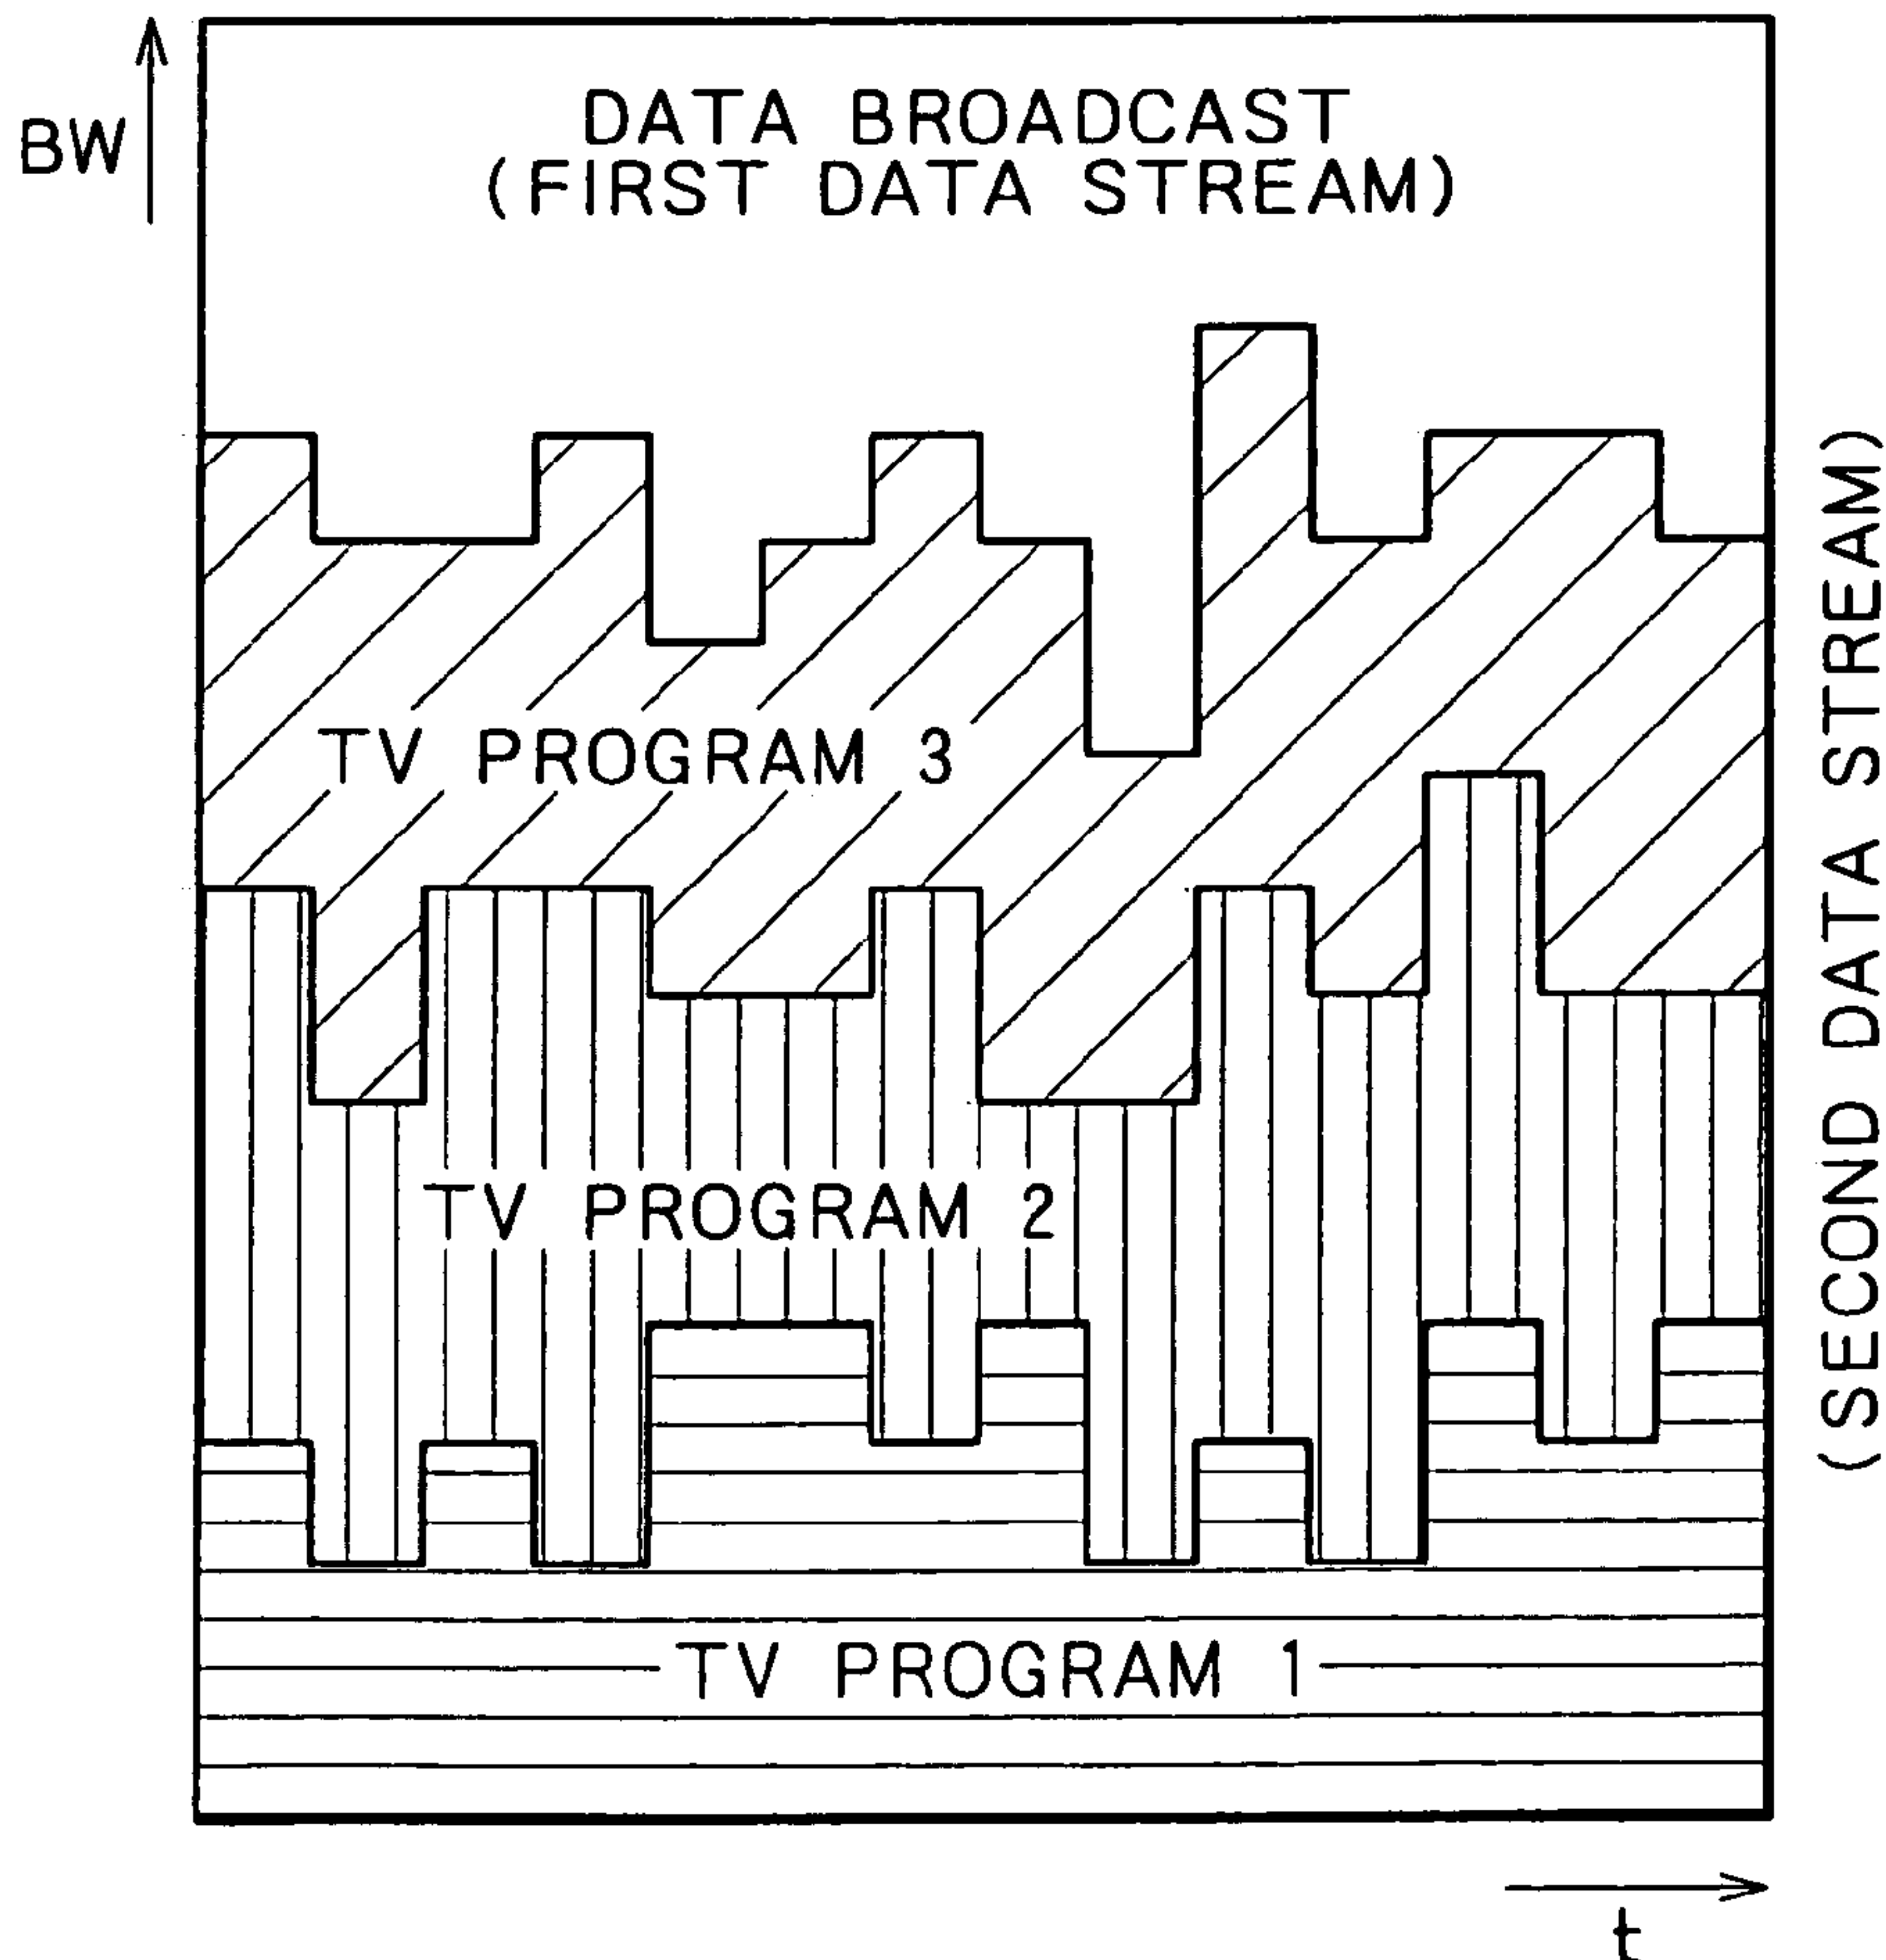 BW
DATA BROADCAST
(FIRST DATA STREAM)
TV PROGRAM 3
TV PROGRAM 2
TV PROGRAM 1
(SECOND DATA STREAM)
t